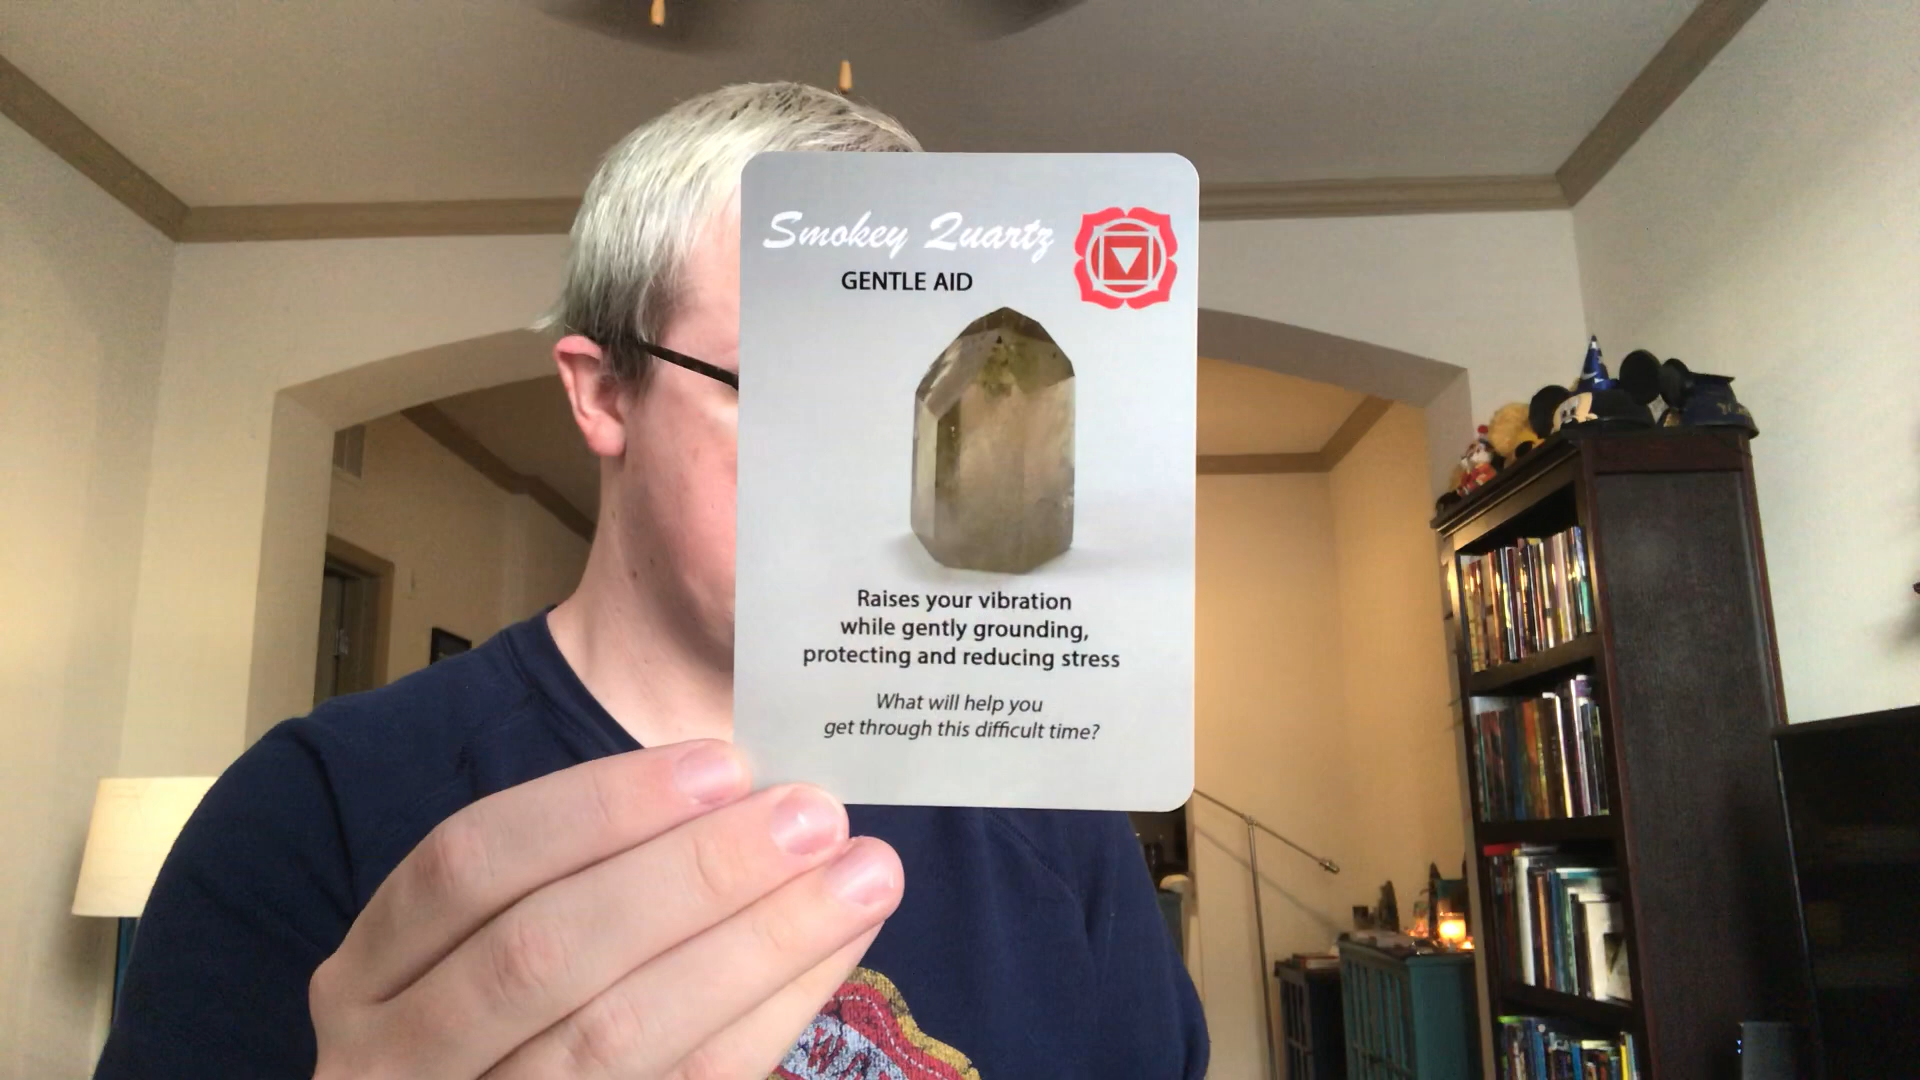 Smokey Quartz
GENTLE AID
Raises your vibration
while gently grounding,
protecting and reducing stress
What will help you
get through this difficult time?